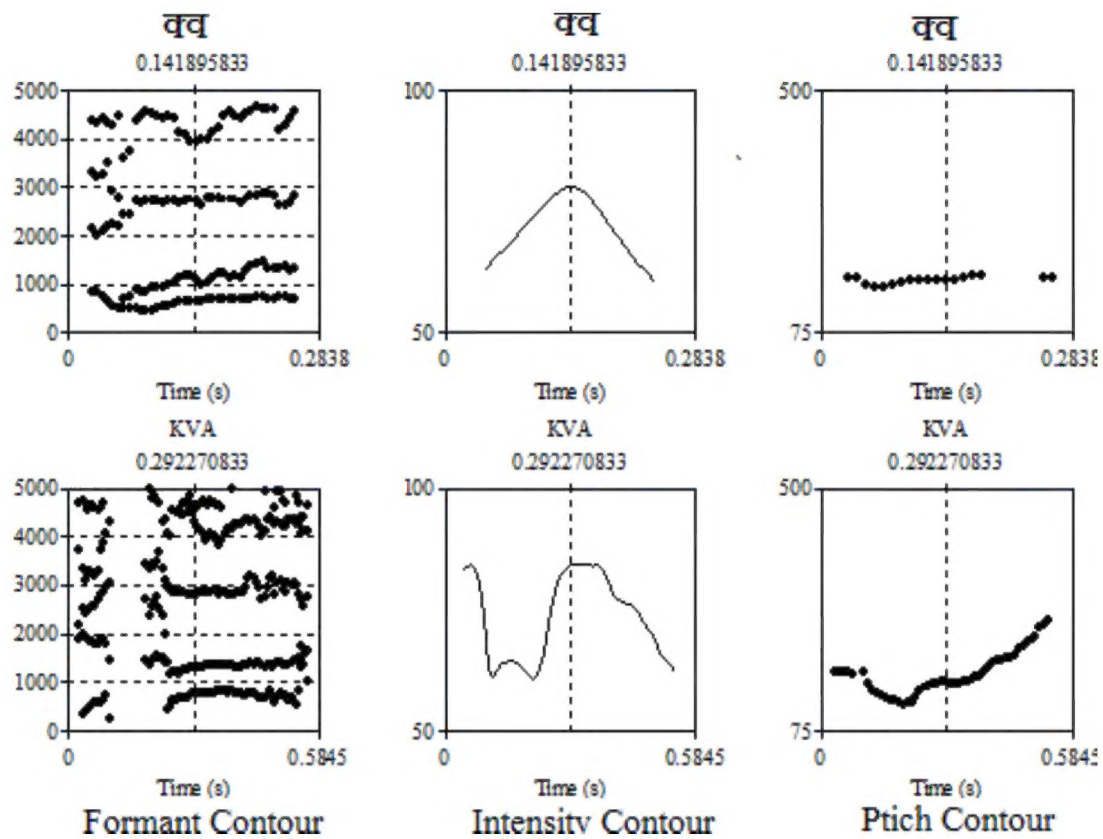 क्व क्व क्व
0.141895833 0.141895833 0.141895833
5000 100 500
4000
3000
2000
1000
0 50 75
0 0.2838 0 0.2838 0 0.2838
Time (s) Time (s) Time (s)
KVA KVA KVA
0.292270833 0.292270833 0.292270833
5000 100 500
4000
3000
2000
1000
0 50 75
0 0.5845 0 0.5845 0 0.5845
Time (s) Time (s) Time (s)
Formant Contour Intensity Contour Ptich Contour